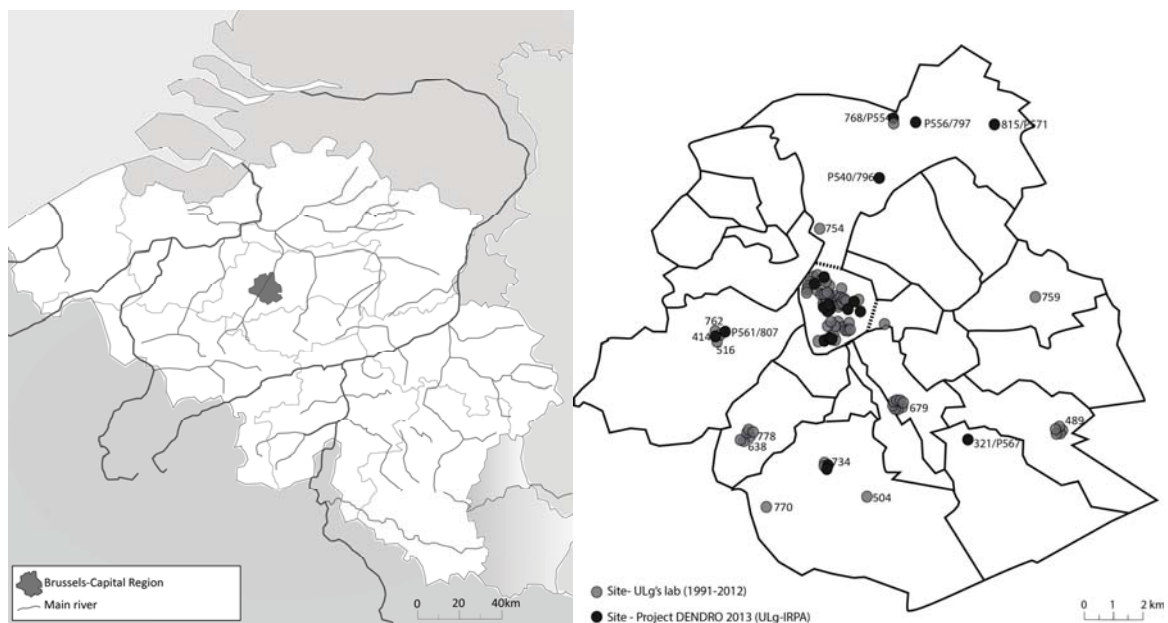 Brussels-Capital Region
Main river
0 20 40km
768/P554
P556/797
815/P571
P540/796
754
759
762
P561/807
414
516
679
489
778
638
321/P567
734
504
770
Site- ULg's lab (1991-2012)
Site - Project DENDRO 2013 (ULg-IRPA)
0 1 2 km